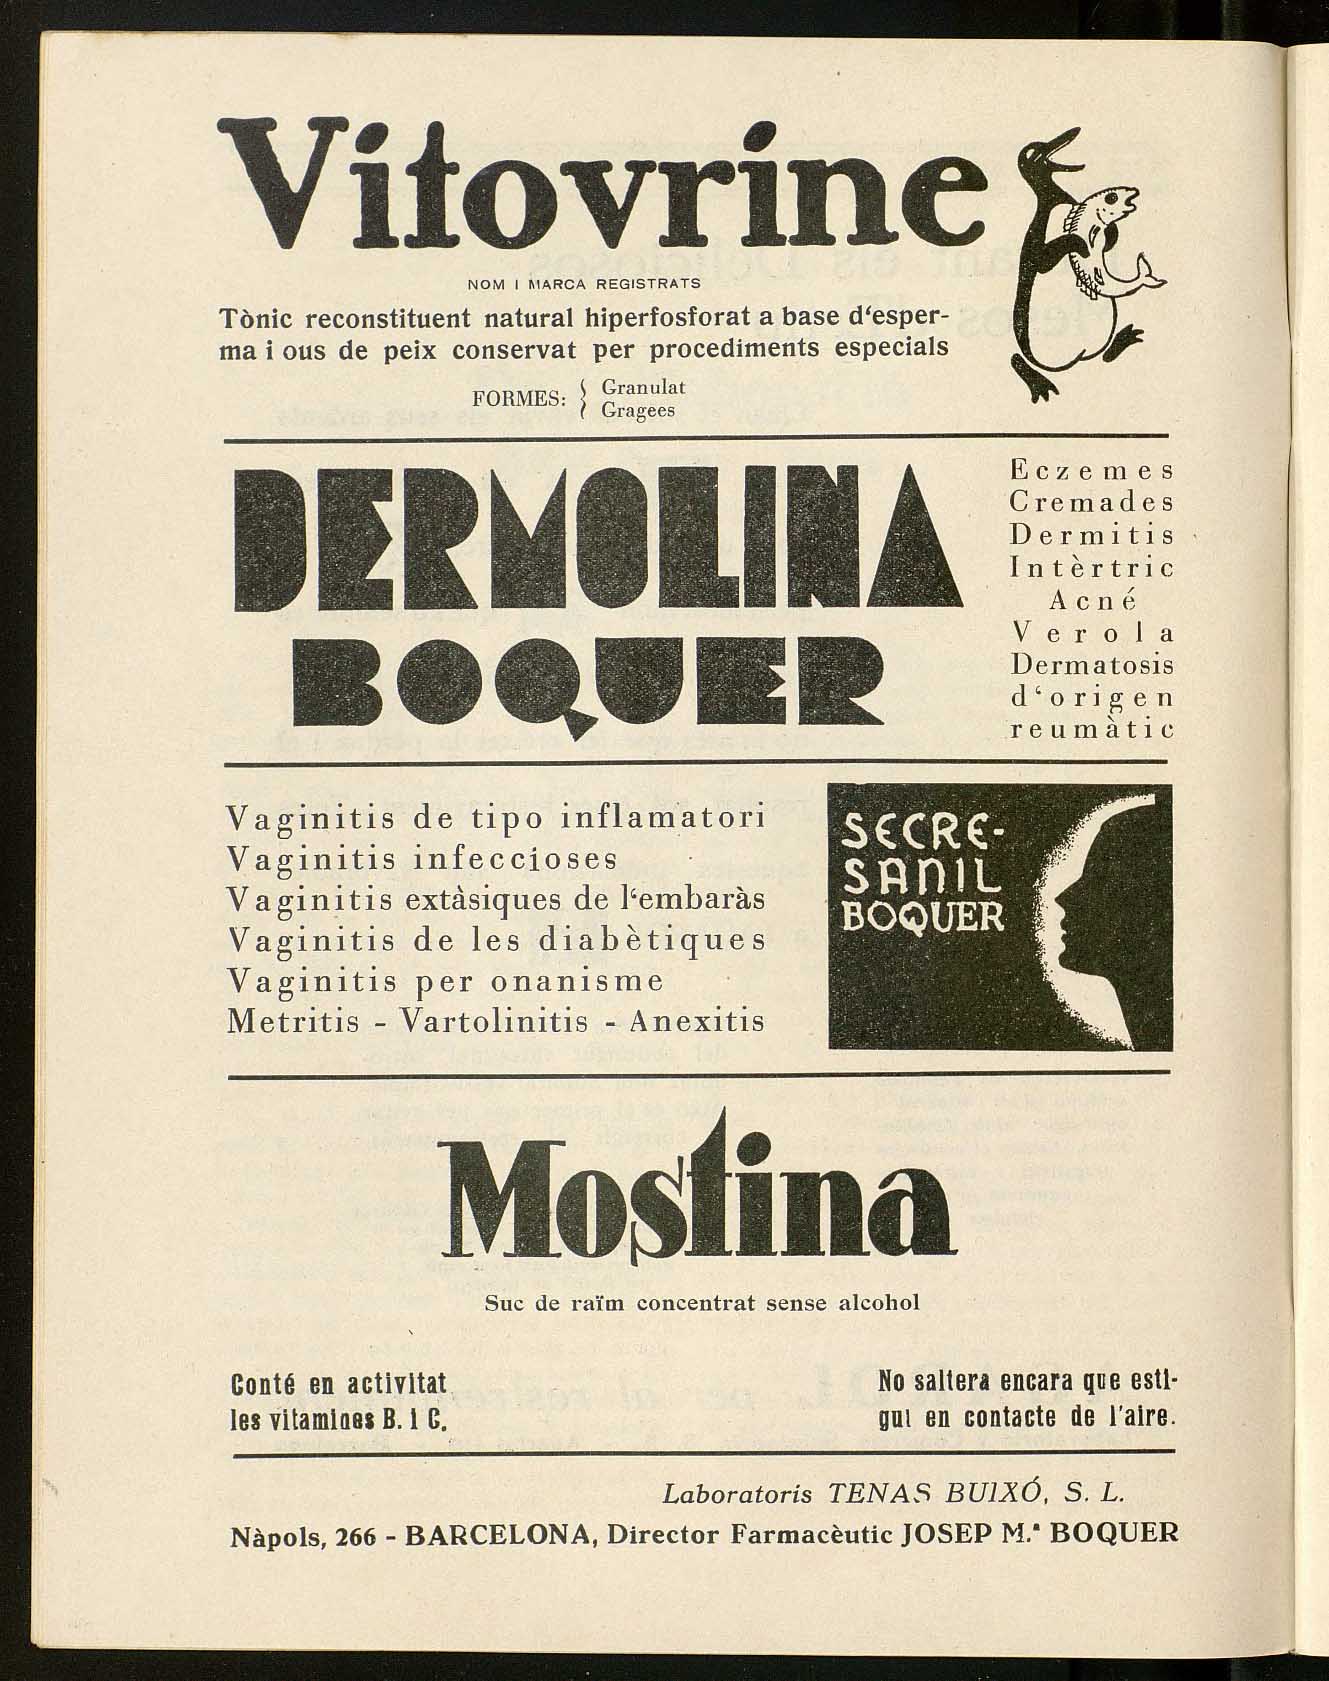 Vitovrine
NOM I MARCA REGISTRATS
Tònic reconstituent natural hiperfosforat a base d'esper-
ma i ous de peix conservat per procediments especials
FORMES: { Granulat
Gragees
DERMOLINA
BOQUER
Eczemes
Cremades
Dermitis
Intèrtric
Acné
Verola
Dermatosis
d'origen
reumàtic
Vaginitis de tipo inflamatori
Vaginitis infeccioses
Vaginitis extàsiques de l'embaràs
Vaginitis de les diabètiques
Vaginitis per onanisme
Metritis - Vartolinitis - Anexitis
SECRE-
SANIL
BOQUER
Mostina
Suc de raïm concentrat sense alcohol
Conté en activitat
les vitamines B. i C.
No saltera encara que esti-
gui en contacte de l'aire.
Laboratoris TENAS BUIXÓ, S. L.
Nàpols, 266 - BARCELONA, Director Farmacèutic JOSEP M.ª BOQUER